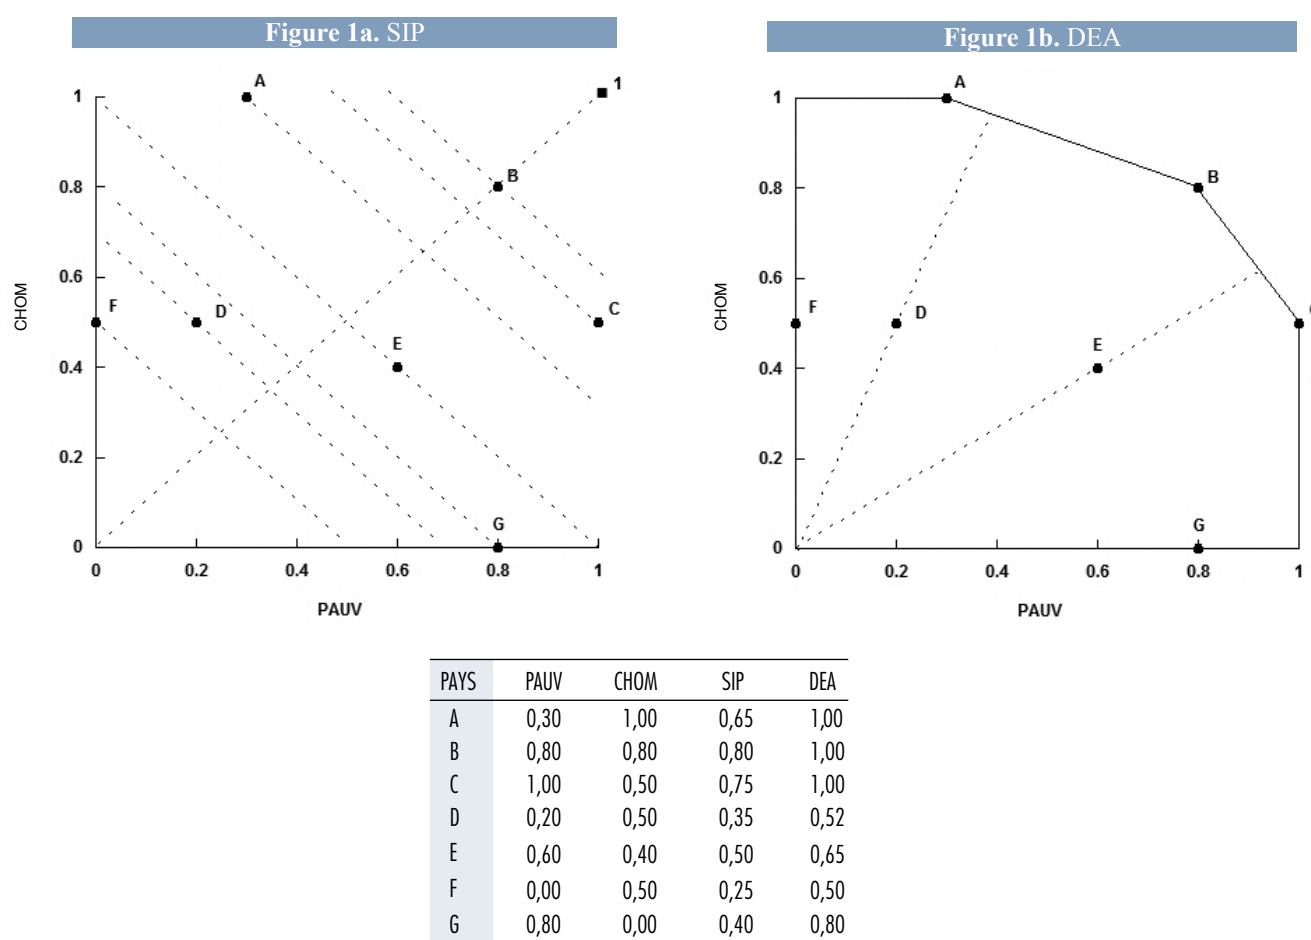 Figure 1a. SIP
A
1
1
B
0.8
0.6
F
D
C
E
0.4
0.2
G
0
0
0.2
0.4
0.6
0.8
1
PAUV
CHOM
Figure 1b. DEA
A
1
B
0.8
0.6
F
D
E
0.4
0.2
G
0
0
0.2
0.4
0.6
0.8
1
PAUV
CHOM
PAYS PAUV CHOM SIP DEA
A 0,30 1,00 0,65 1,00
B 0,80 0,80 0,80 1,00
C 1,00 0,50 0,75 1,00
D 0,20 0,50 0,35 0,52
E 0,60 0,40 0,50 0,65
F 0,00 0,50 0,25 0,50
G 0,80 0,00 0,40 0,80